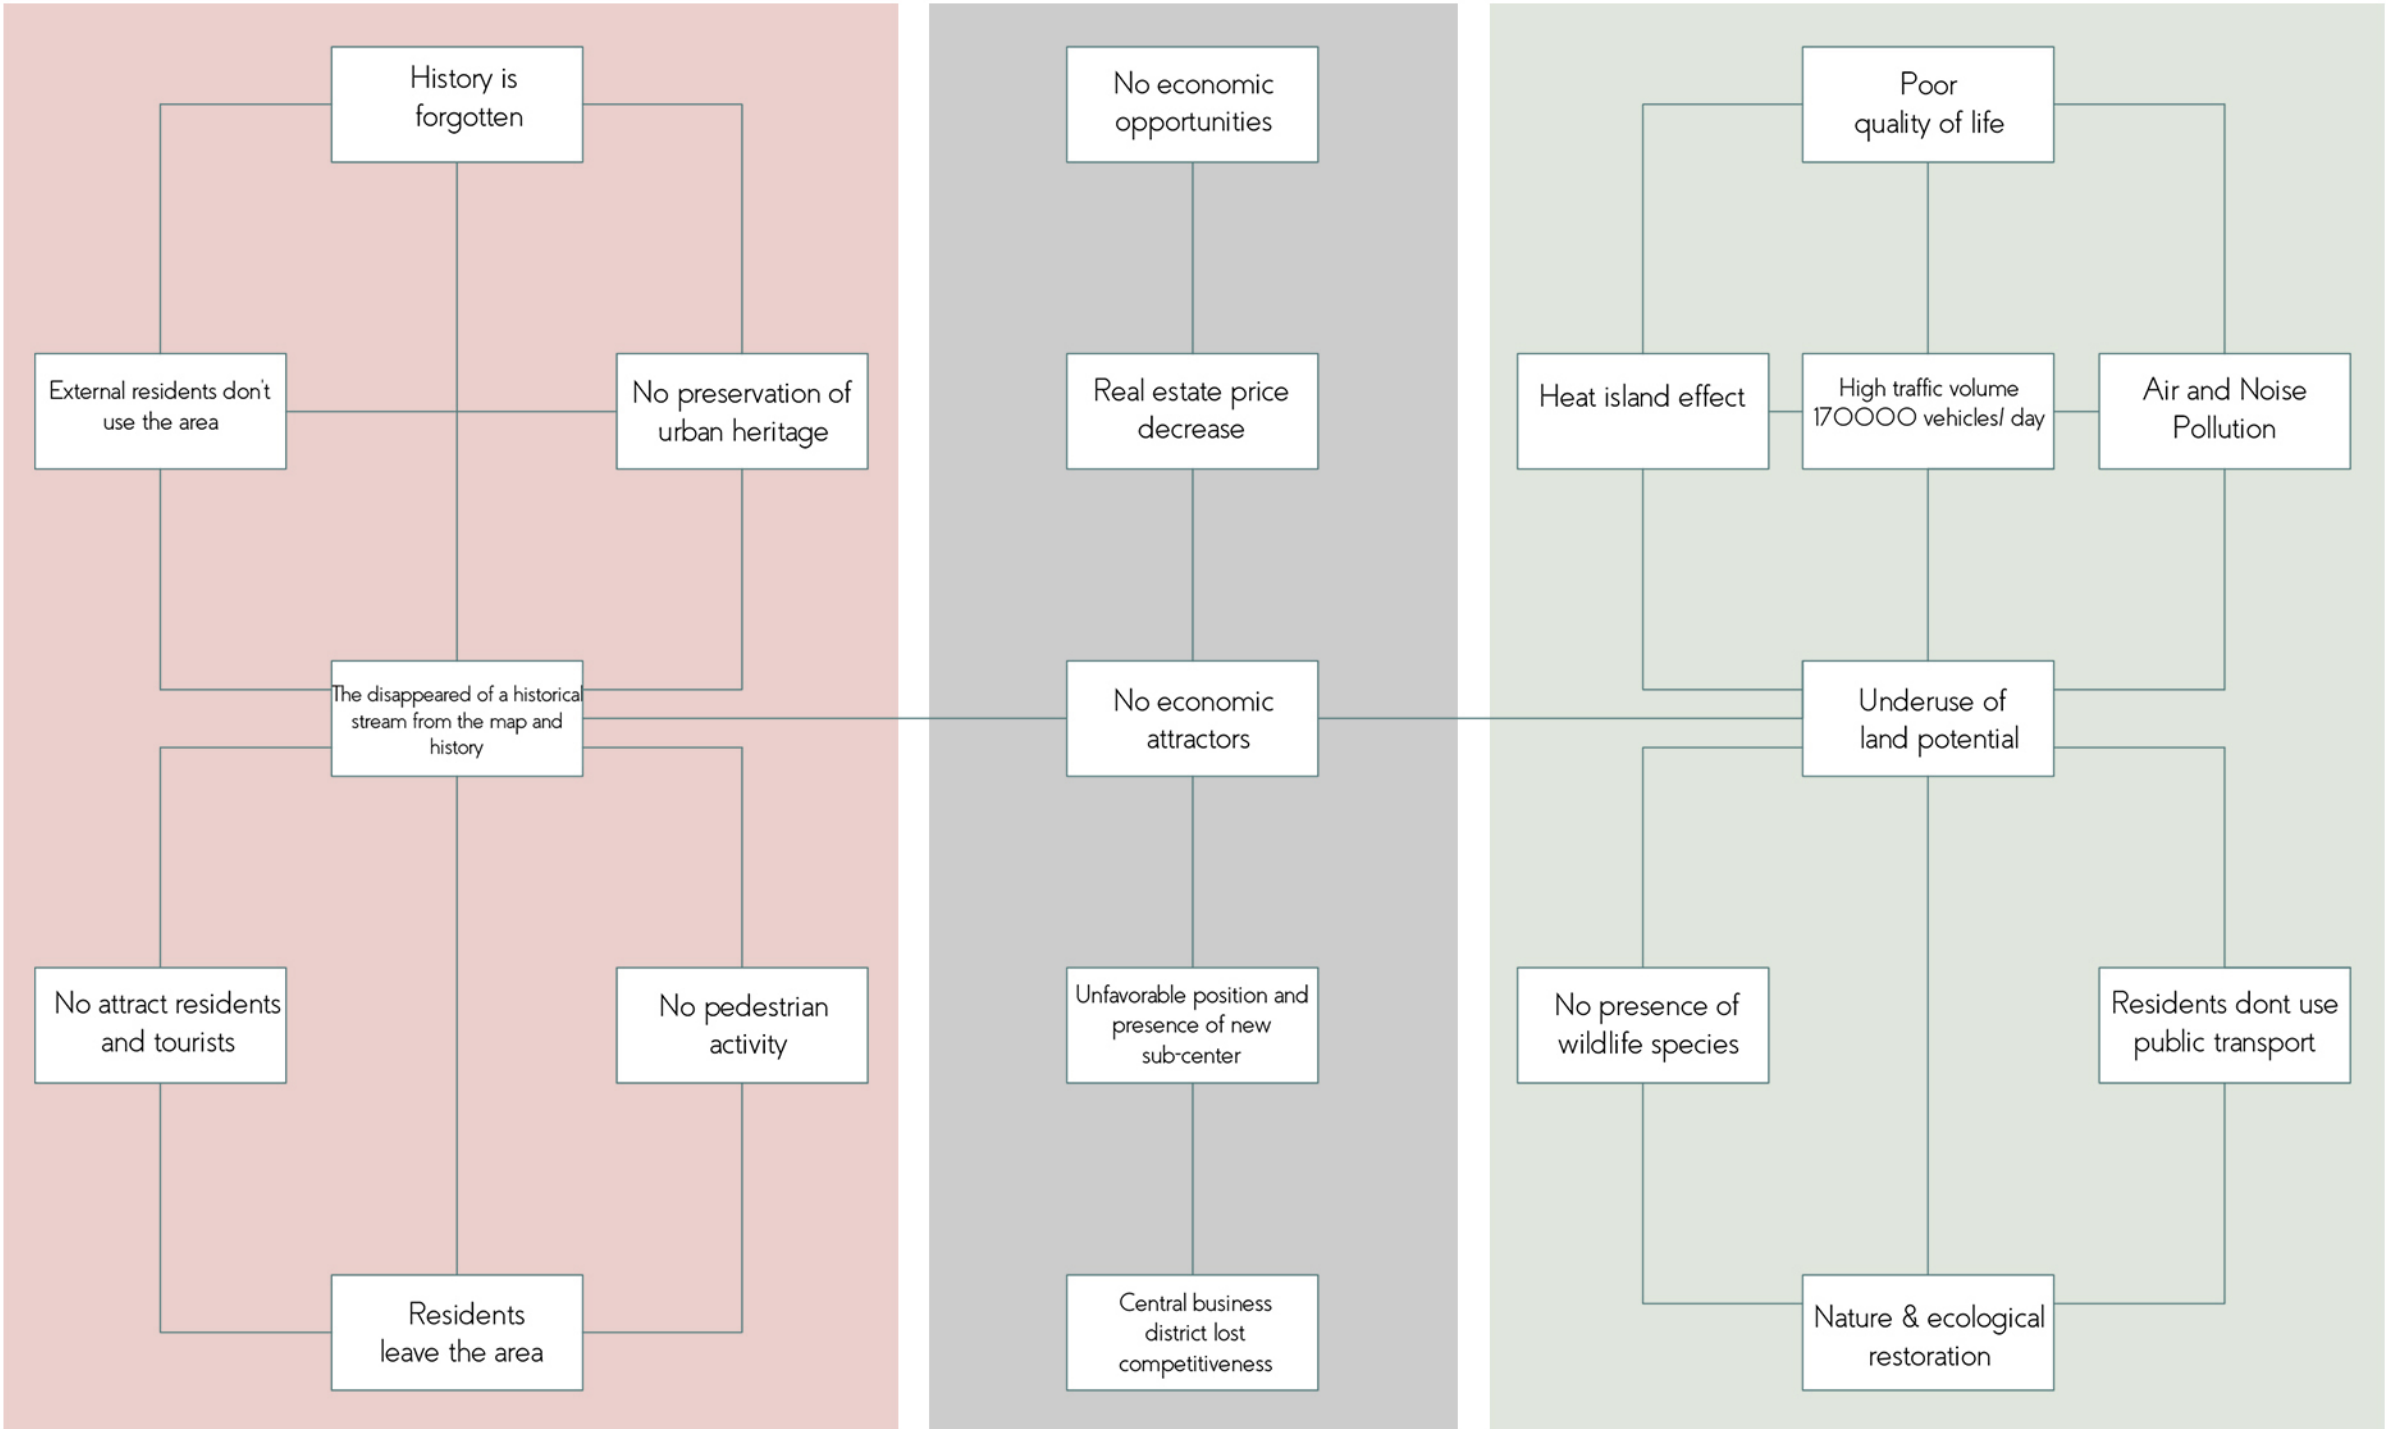 History is
forgotten
No economic
opportunities
Poor
quality of life
External residents don't
use the area
No preservation of
urban heritage
Real estate price
decrease
Heat island effect
High traffic volume
170000 vehicles/ day
Air and Noise
Pollution
The disappeared of a historical
stream from the map and
history
No economic
attractors
Underuse of
land potential
No attract residents
and tourists
No pedestrian
activity
Unfavorable position and
presence of new
sub-center
No presence of
wildlife species
Residents dont use
public transport
Residents
leave the area
Central business
district lost
competitiveness
Nature & ecological
restoration